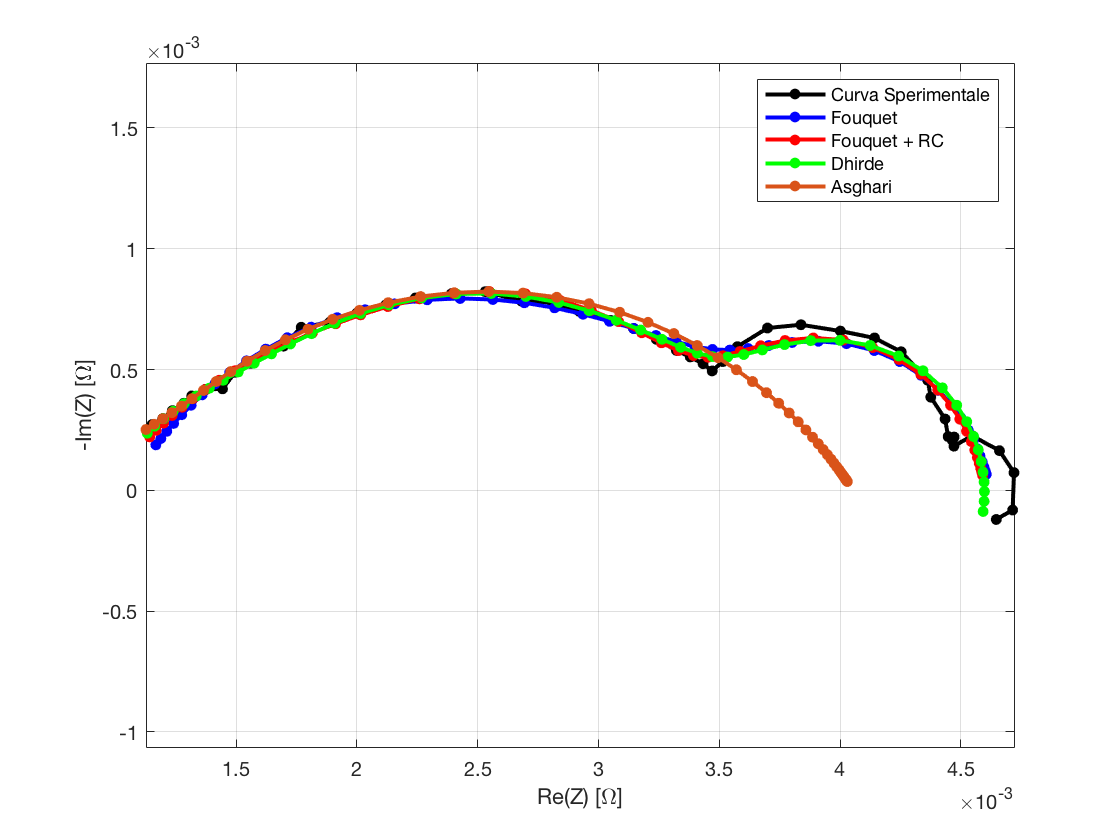 ×10⁻³
1.5
1
0.5
0
-0.5
-1
-Im(Z) [Ω]
Curva Sperimentale
Fouquet
Fouquet + RC
Dhirde
Asghari
1.5 2 2.5 3 3.5 4 4.5
Re(Z) [Ω]
×10⁻³